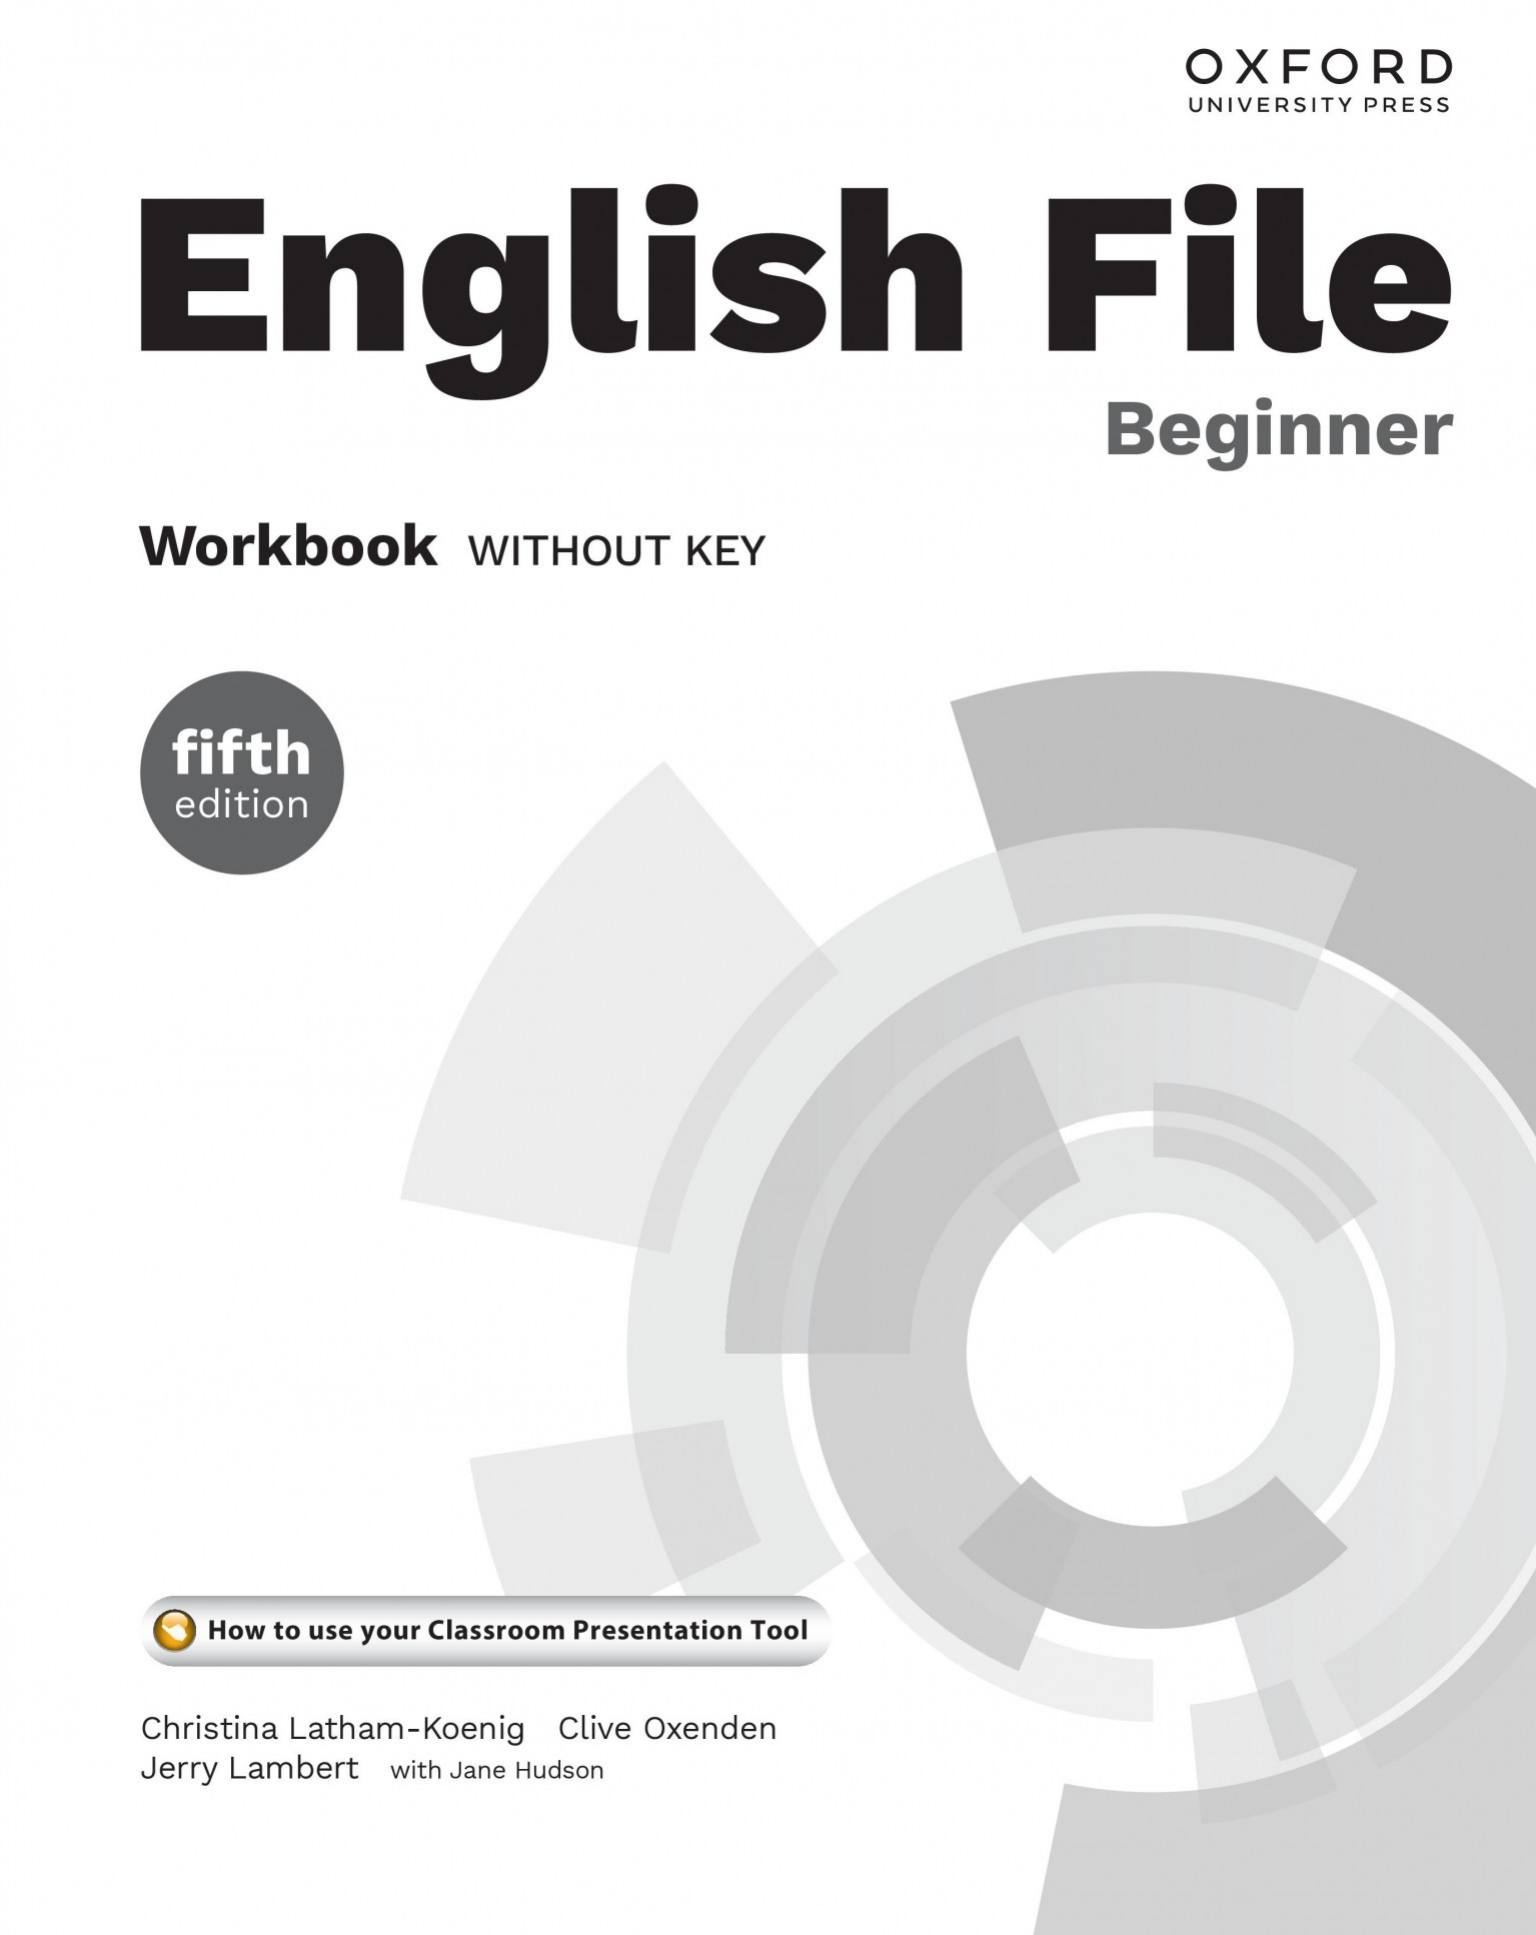 OXFORD
UNIVERSITY PRESS
English File
Beginner
Workbook WITHOUT KEY
fifth
edition
How to use your Classroom Presentation Tool
Christina Latham-Koenig Clive Oxenden
Jerry Lambert with Jane Hudson